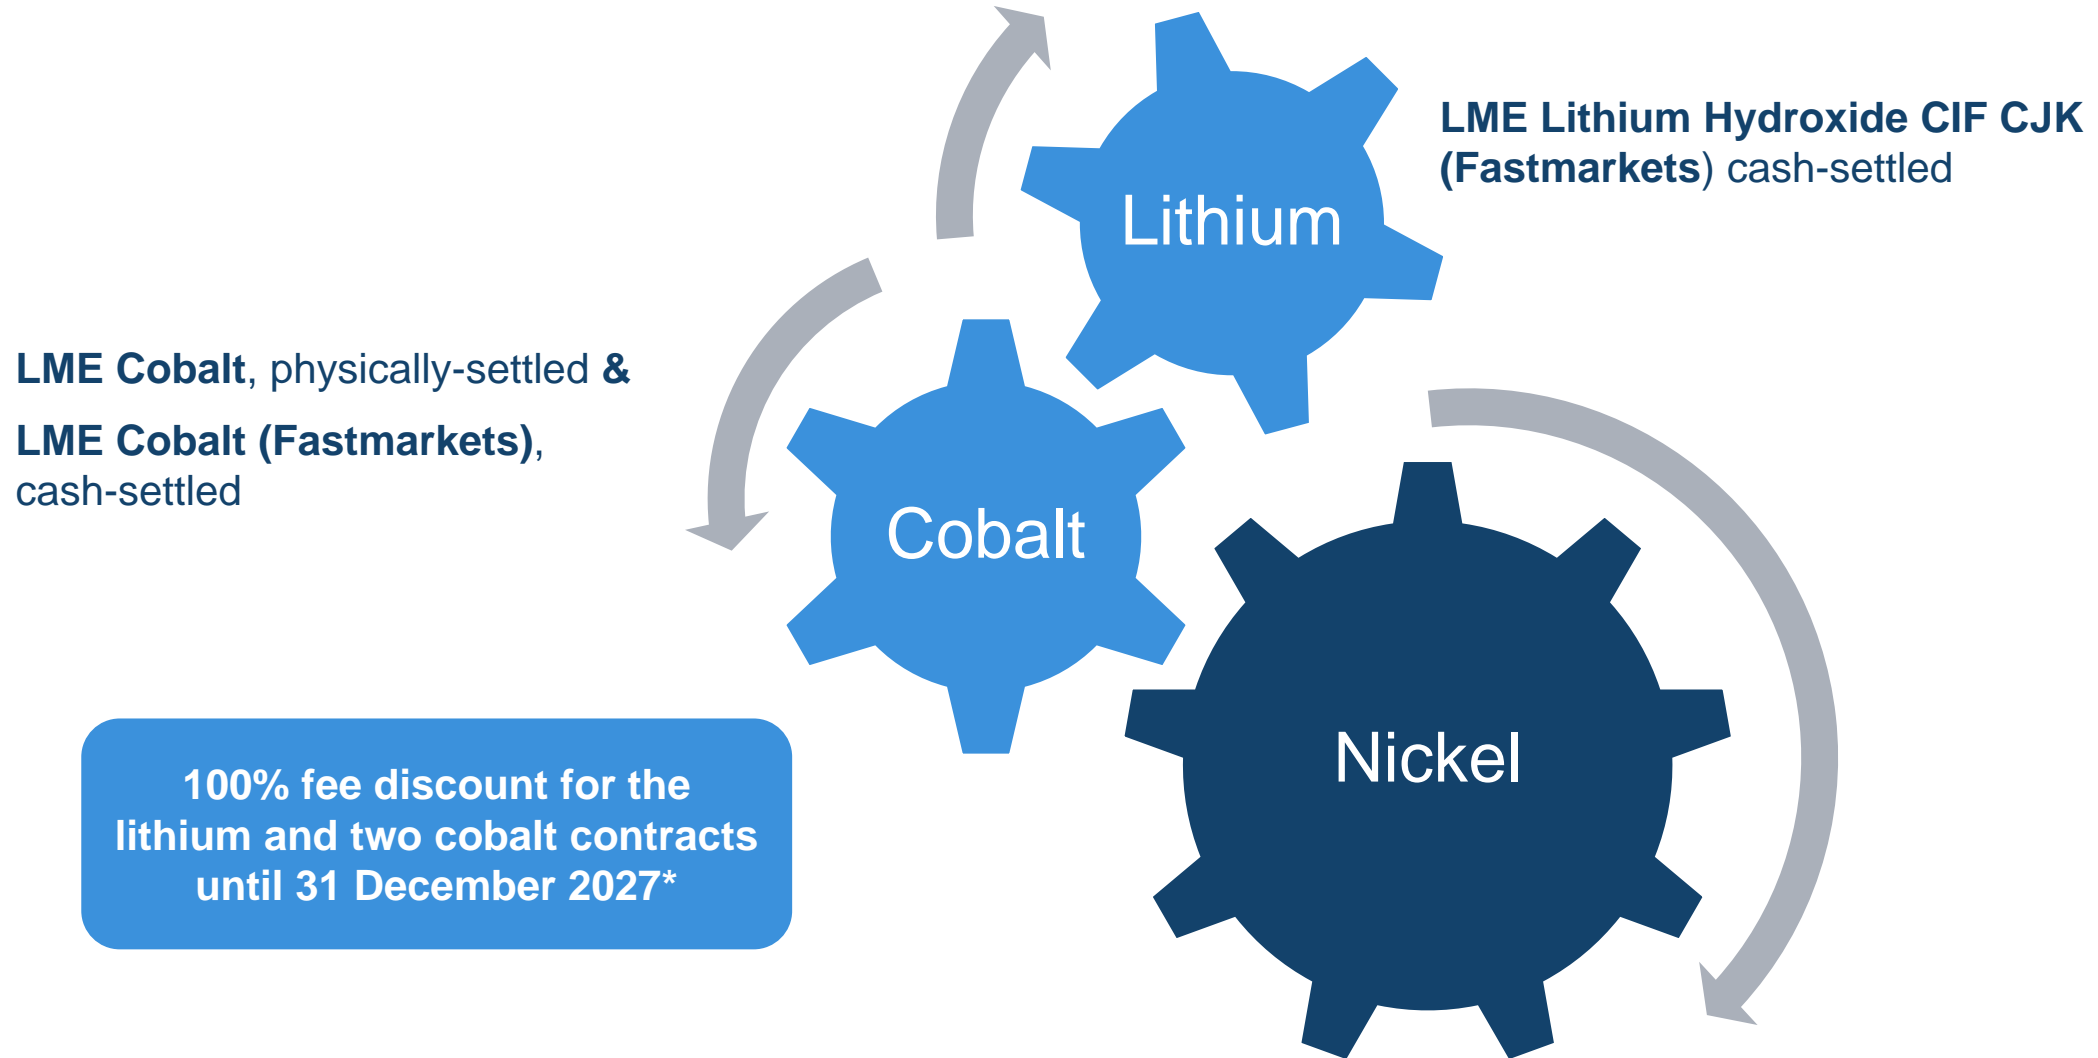 LME Lithium Hydroxide CIF CJK
(Fastmarkets) cash-settled
Lithium
LME Cobalt, physically-settled &
LME Cobalt (Fastmarkets),
cash-settled
Cobalt
Nickel
100% fee discount for the
lithium and two cobalt contracts
until 31 December 2027*